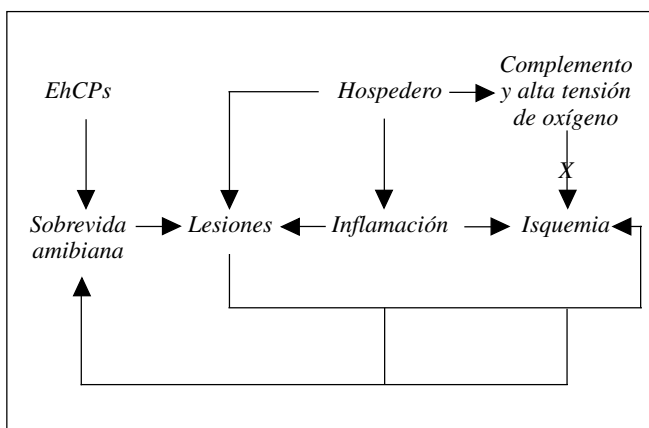 EhCPs
Hospedero
Complemento
y alta tensión
de oxígeno
X
Sobrevida
amibiana
Lesiones
Inflamación
Isquemia